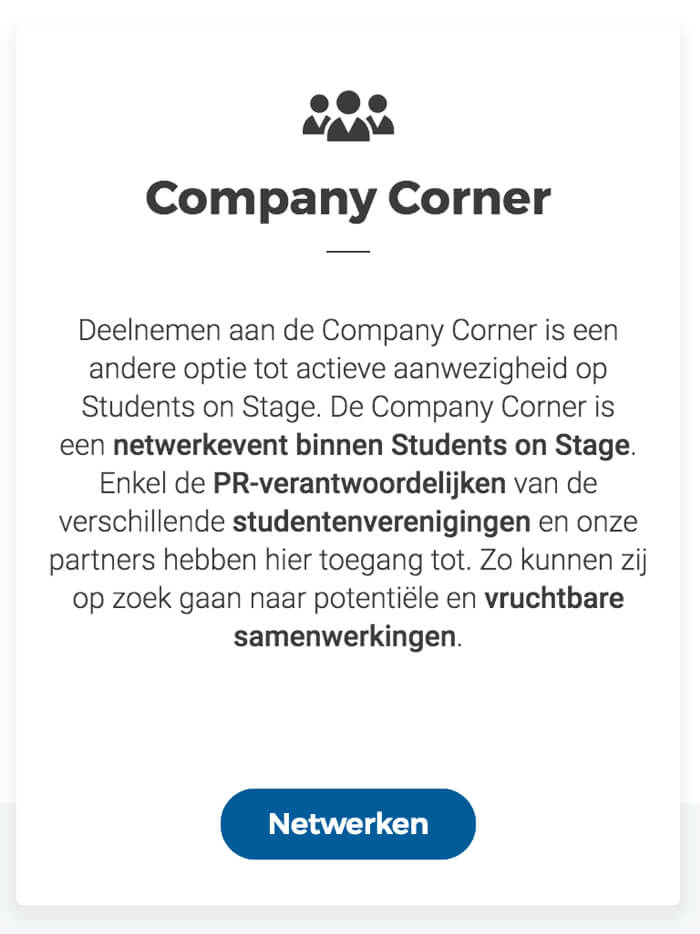 Company Corner
Deelnemen aan de Company Corner is een
andere optie tot actieve aanwezigheid op
Students on Stage. De Company Corner is
een netwerkevent binnen Students on Stage.
Enkel de PR-verantwoordelijken van de
verschillende studentenverenigingen en onze
partners hebben hier toegang tot. Zo kunnen zij
op zoek gaan naar potentiële en vruchtbare
samenwerkingen.
Netwerken